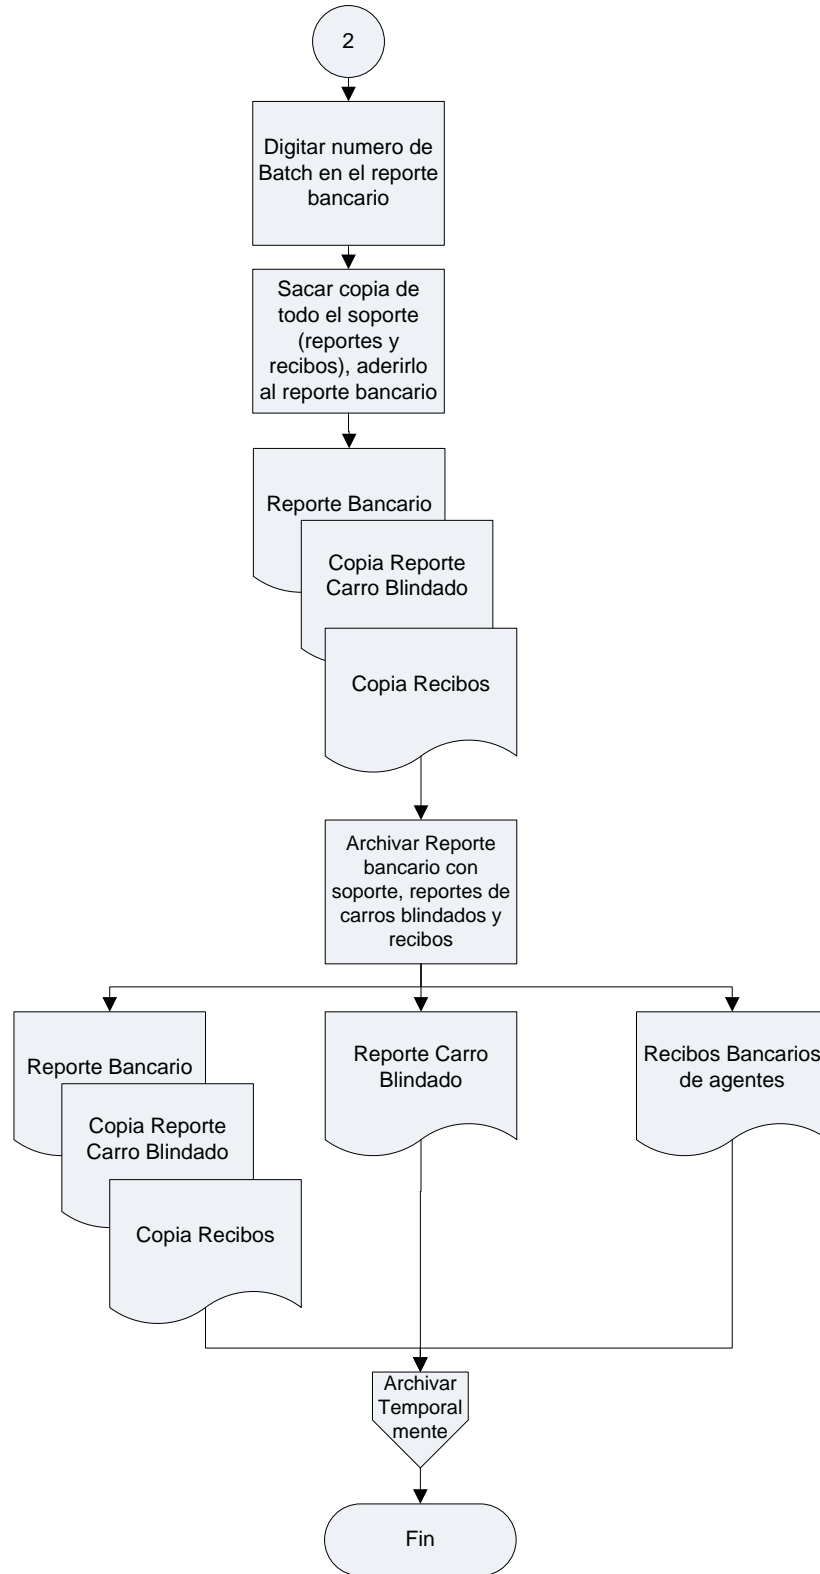 2
Digitar numero de
Batch en el reporte
bancario
Sacar copia de
todo el soporte
(reportes y
recibos), aderirlo
al reporte bancario
Reporte Bancario
Copia Reporte
Carro Blindado
Copia Recibos
Archivar Reporte
bancario con
soporte, reportes de
carros blindados y
recibos
Reporte Bancario
Copia Reporte
Carro Blindado
Copia Recibos
Reporte Carro
Blindado
Recibos Bancarios
de agentes
Archivar
Temporal
mente
Fin